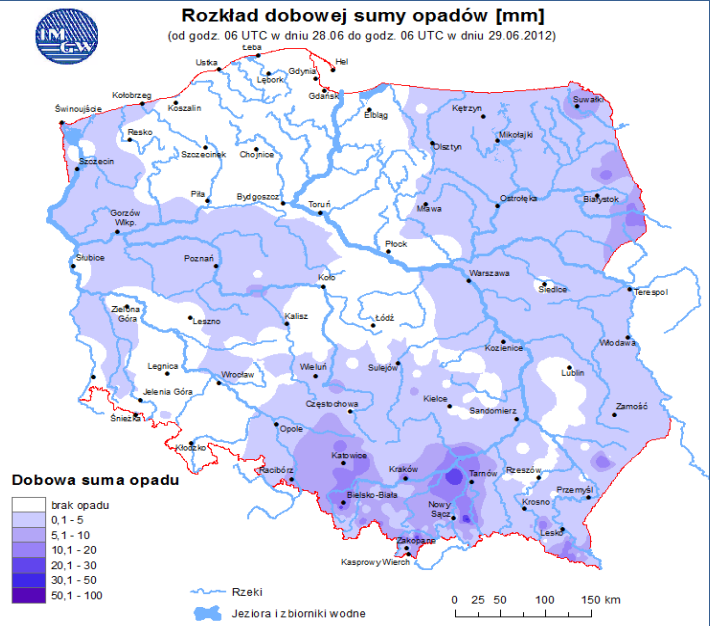 IM
GW
Rozkład dobowej sumy opadów [mm]
(od godz. 06 UTC w dniu 28.06 do godz. 06 UTC w dniu 29.06.2012)
Łeba
Hel
Ustka
Gdynia
Lębork
Kołobrzeg
Gdańsk
Koszalin
Świnoujście
Elbląg
Kętrzyn
Suwałki
Resko
Mikołajki
Olsztyn
Szczecinek
Chojnice
Szczecin
Piła
Bydgoszcz
Toruń
Mława
Ostrołęka
Białystok
Gorzów
Wlkp.
Płock
Słubice
Poznań
Koło
Warszawa
Siedlce
Terespol
Zielona
Góra
Leszno
Kalisz
Łódź
Kozienice
Włodawa
Legnica
Wrocław
Wieluń
Sulejów
Lublin
Jelenia Góra
Częstochowa
Kielce
Sandomierz
Zamość
Śnieżka
Opole
Kłodzko
Katowice
Racibórz
Kraków
Tarnów
Rzeszów
Przemyśl
Bielsko-Biała
Nowy
Sącz
Krosno
Lesko
Zakopane
Kasprowy Wierch
Dobowa suma opadu
brak opadu
0,1 - 5
5,1 - 10
10,1 - 20
20,1 - 30
30,1 - 50
50,1 - 100
Rzeki
Jeziora i zbiorniki wodne
0 25 50 100 150 km